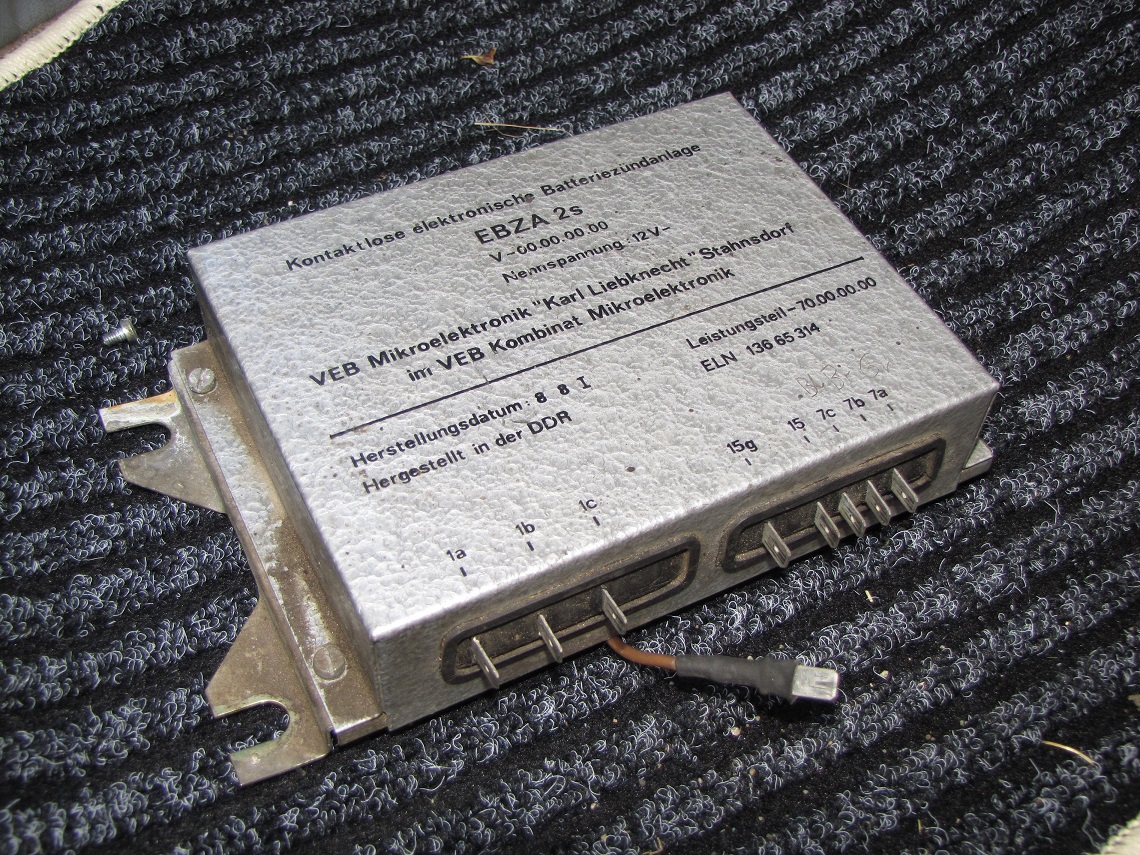 Kontaktlose elektronische Batteriezündanlage
EBZA 2s
V-00.00.00.00
Nennspannung: 12V-
VEB Mikroelektronik "Karl Liebknecht" Stahnsdorf
im VEB Kombinat Mikroelektronik
Herstellungsdatum: 8 8 I
Hergestellt in der DDR
Leistungsteil-70.00.00.00
ELN 136 65 314
1a 1b 1c 15g 15 7c 7b 7a